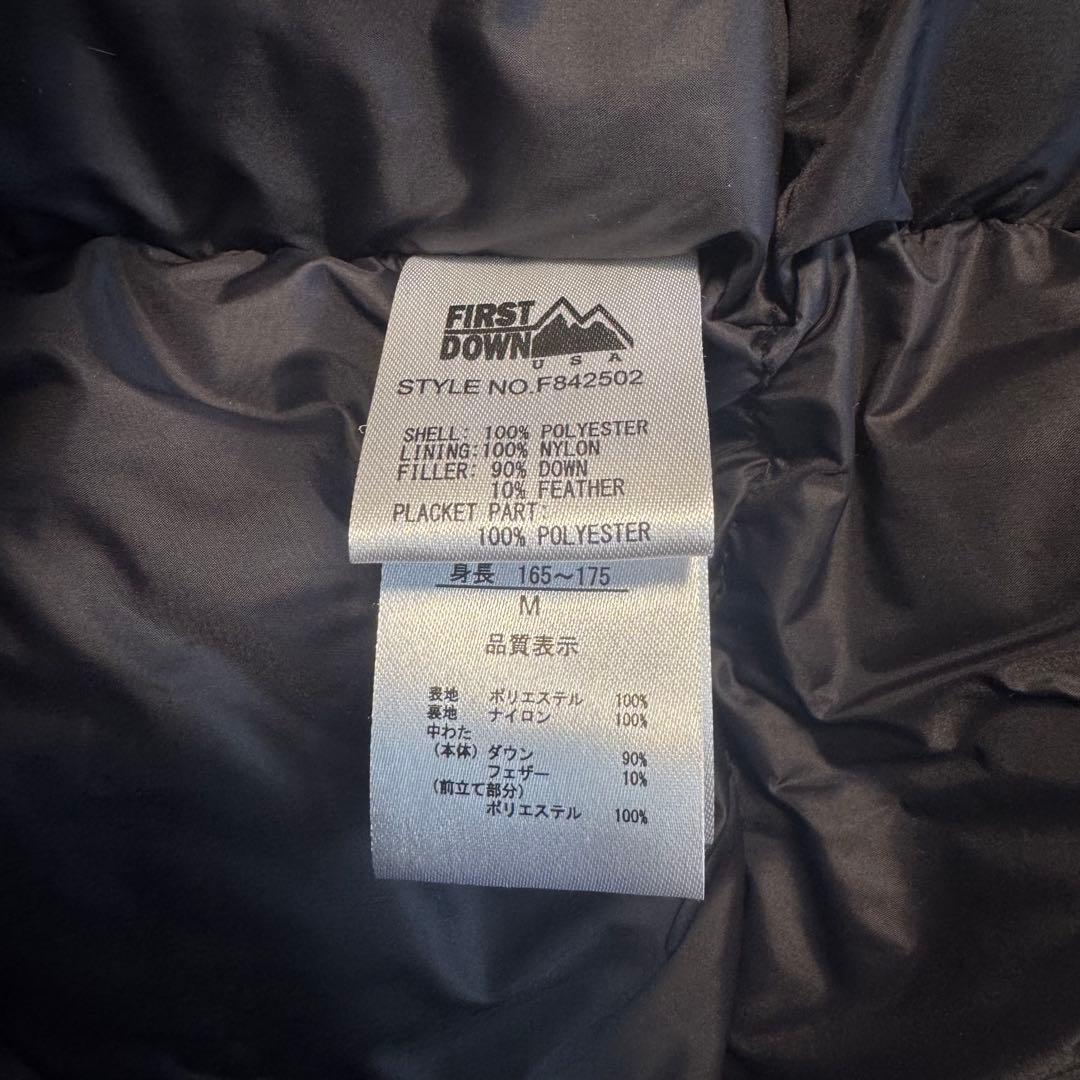 FIRST
DOWN
USA
STYLE NO.F842502
SHELL: 100% POLYESTER
LINING:100% NYLON
FILLER: 90% DOWN
10% FEATHER
PLACKET PART:
100% POLYESTER
身長 165～175
M
品質表示
表地 ポリエステル 100%
裏地 ナイロン 100%
中わた
(本体) ダウン 90%
フェザー 10%
(前立て部分)
ポリエステル 100%